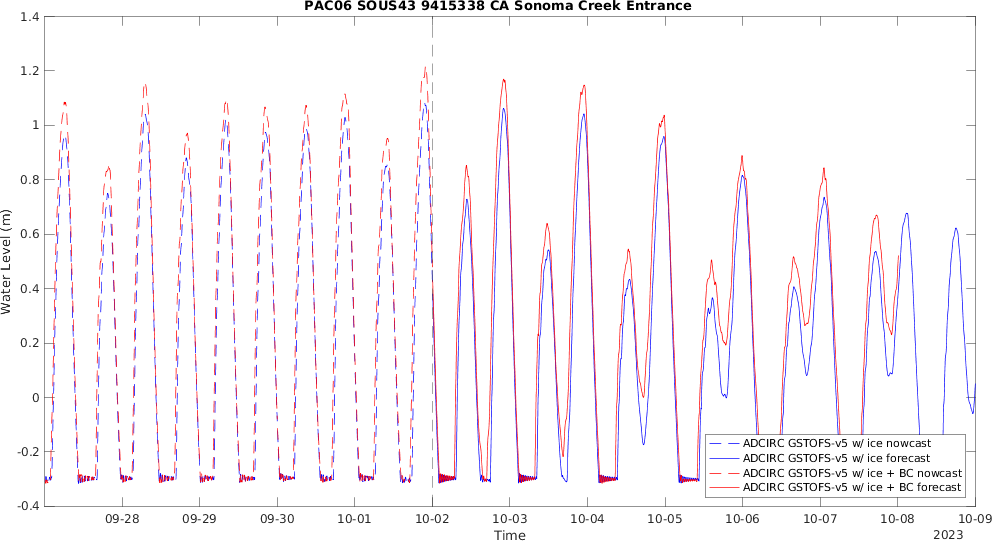 PAC06 SOUS43 9415338 CA Sonoma Creek Entrance
1.4
1.2
1
0.8
0.6
0.4
0.2
0
-0.2
-0.4
Water Level (m)
ADCIRC GSTOFS-v5 w/ ice nowcast
ADCIRC GSTOFS-v5 w/ ice forecast
ADCIRC GSTOFS-v5 w/ ice + BC nowcast
ADCIRC GSTOFS-v5 w/ ice + BC forecast
09-28 09-29 09-30 10-01 10-02 10-03 10-04 10-05 10-06 10-07 10-08 10-09
Time
2023